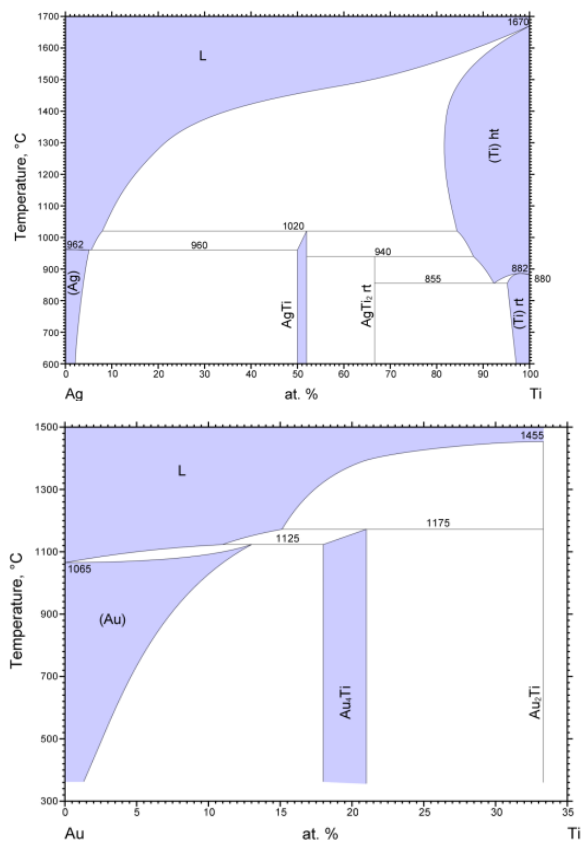 1700
1670
L
1600
1500
1400
(Ti) ht
1300
1200
Temperature, °C
1100
1020
1000
962
960
940
900
882
880
(Ag)
AgTi
AgTi₂ rt
855
(Ti) rt
800
700
600
0 10 20 30 40 50 60 70 80 90 100
Ag at. % Ti
1500
1455
L
1300
1175
1125
1100
1065
Temperature, °C
(Au)
900
700
Au₄Ti
Au₂Ti
500
300
0 5 10 15 20 25 30 35
Au at. % Ti